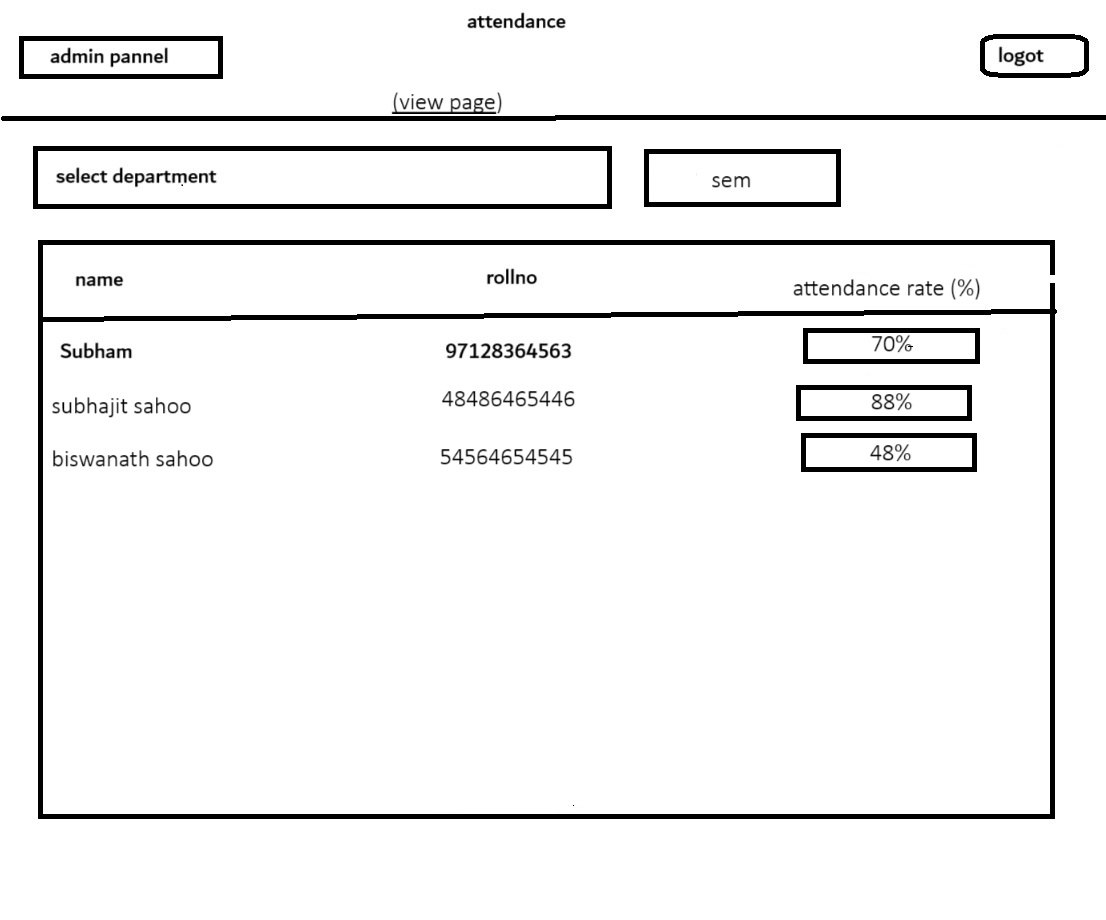 attendance
admin pannel
logot
(view page)
select department
sem
name rollno attendance rate (%)
Subham 97128364563 70%
subhajit sahoo 48486465446 88%
biswanath sahoo 54564654545 48%